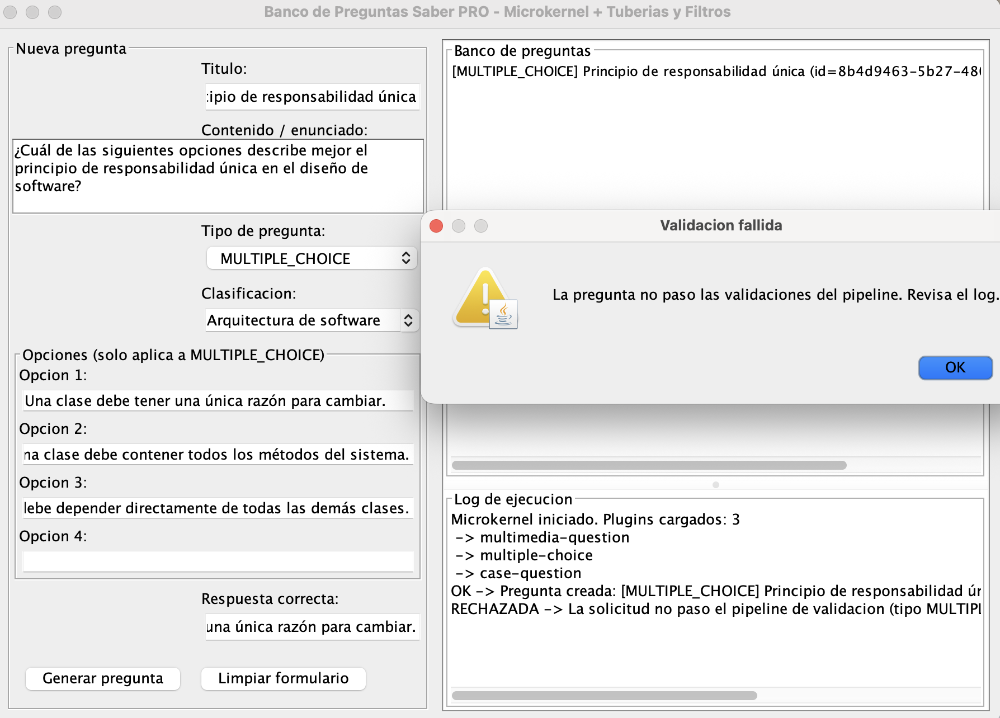 Banco de Preguntas Saber PRO - Microkernel + Tuberias y Filtros
Nueva pregunta
Titulo:
de responsabilidad única
Contenido / enunciado:
¿Cuál de las siguientes opciones describe mejor el
principio de responsabilidad única en el diseño de
software?
Tipo de pregunta:
MULTIPLE_CHOICE
Clasificacion:
Arquitectura de software
Opciones (solo aplica a MULTIPLE_CHOICE)
Opcion 1:
Una clase debe tener una única razón para cambiar.
Opcion 2:
clase debe contener todos los métodos del sistema.
Opcion 3:
depender directamente de todas las demás clases.
Opcion 4:
Respuesta correcta:
una única razón para cambiar.
Generar pregunta
Limpiar formulario
Banco de preguntas
[MULTIPLE_CHOICE] Principio de responsabilidad única (id=8b4d9463-5b27-48
Validacion fallida
La pregunta no paso las validaciones del pipeline. Revisa el log.
OK
Log de ejecucion
Microkernel iniciado. Plugins cargados: 3
-> multimedia-question
-> multiple-choice
-> case-question
OK -> Pregunta creada: [MULTIPLE_CHOICE] Principio de responsabilidad
RECHAZADA -> La solicitud no paso el pipeline de validacion (tipo